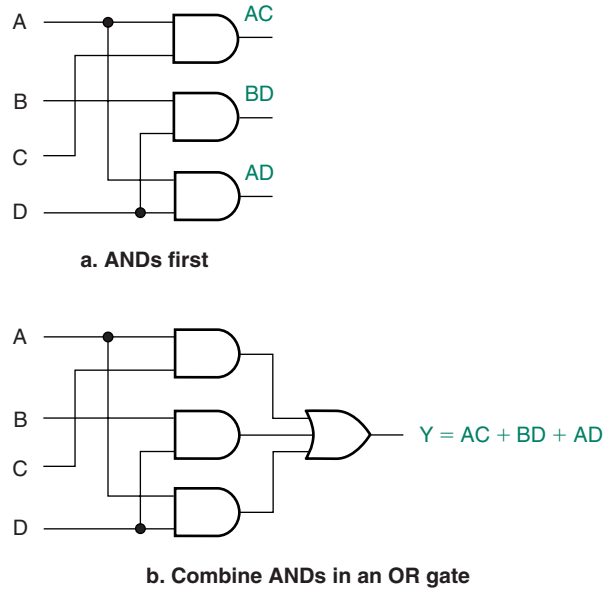 A
AC
B
BD
C
AD
D
a. ANDs first
A
B
Y = AC + BD + AD
C
D
b. Combine ANDs in an OR gate